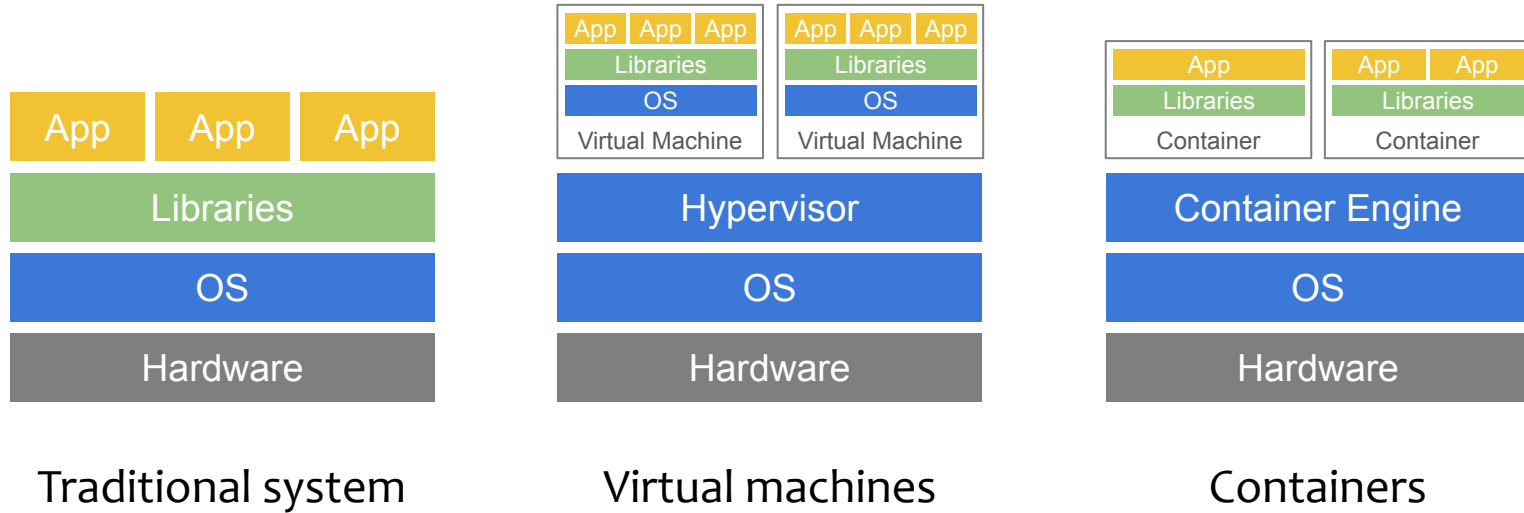 App App App
Libraries
OS
Hardware
Traditional system
App App App
Libraries
OS
Virtual Machine
App App App
Libraries
OS
Virtual Machine
Hypervisor
OS
Hardware
Virtual machines
App
Libraries
Container
App App
Libraries
Container
Container Engine
OS
Hardware
Containers